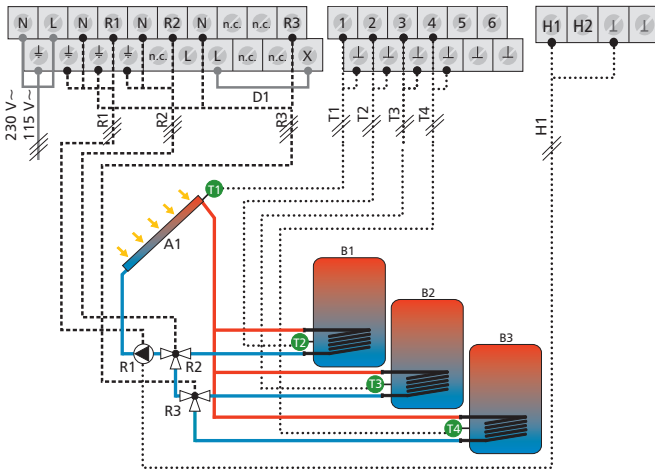 N L R1 N R2 N n.c. n.c. R3
n.c. L L n.c. n.c. X
1 2 3 4 5 6
H1 H2
D1
230 V~
115 V~
R1
R2
R3
T1
T2
T3
T4
H1
T1
A1
B1
T2
B2
R1
R2
T3
B3
R3
T4